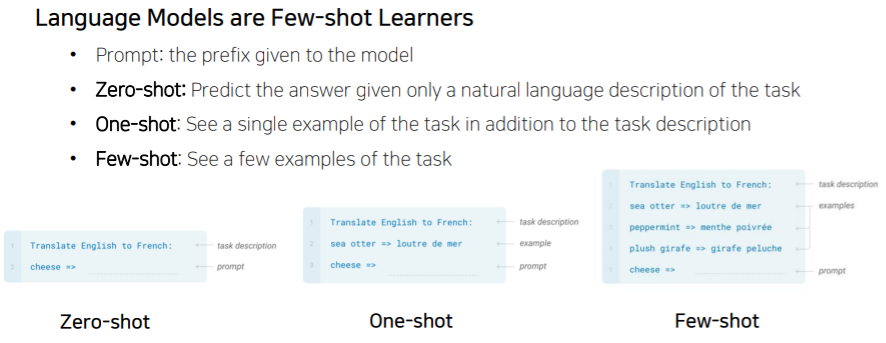 Language Models are Few-shot Learners
• Prompt: the prefix given to the model
• Zero-shot: Predict the answer given only a natural language description of the task
• One-shot: See a single example of the task in addition to the task description
• Few-shot: See a few examples of the task
1 Translate English to French: task description
2 cheese => prompt
Zero-shot
1 Translate English to French: task description
2 sea otter => loutre de mer example
3 cheese => prompt
One-shot
1 Translate English to French: task description
2 sea otter => loutre de mer examples
3 peppermint => menthe poivrée
4 plush girafe => girafe peluche
5 cheese => prompt
Few-shot